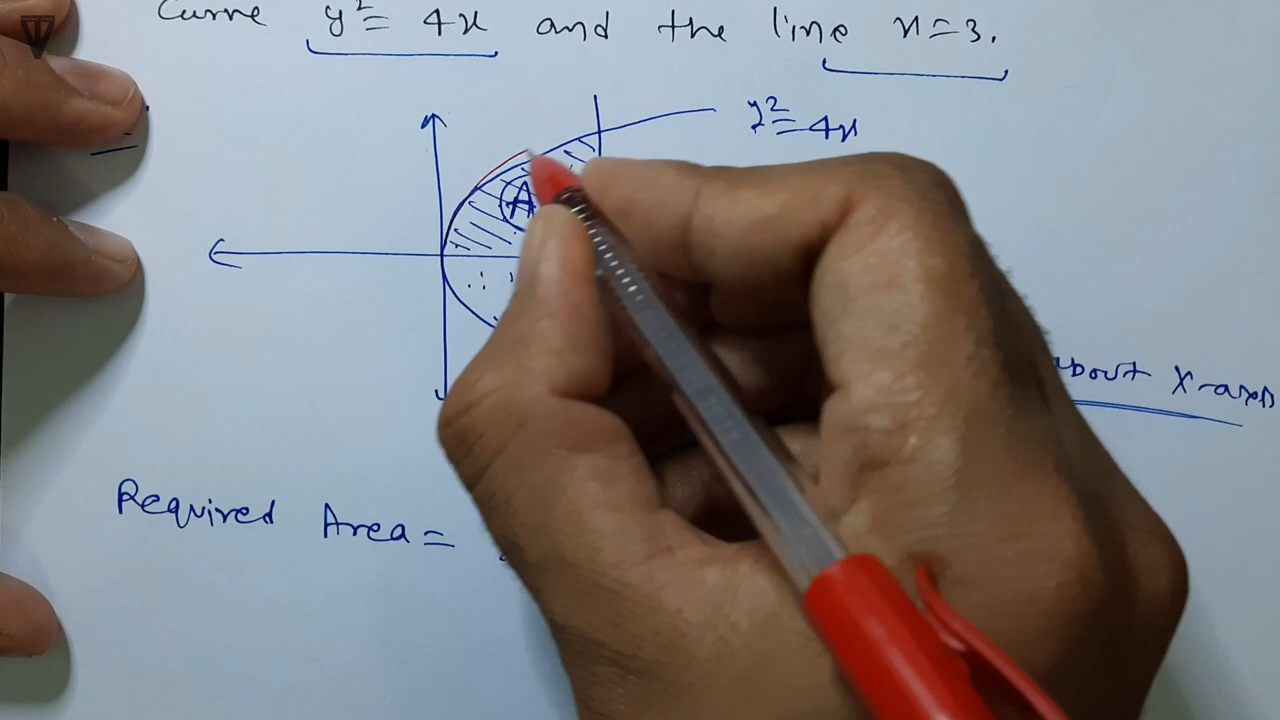 Curve y² = 4x and the line x=3.
y² = 4x
A
about X-axis
Required Area =